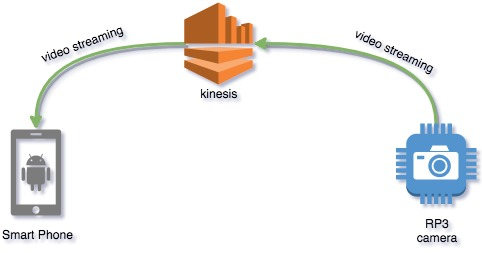 video streaming
video streaming
kinesis
Smart Phone
RP3
camera